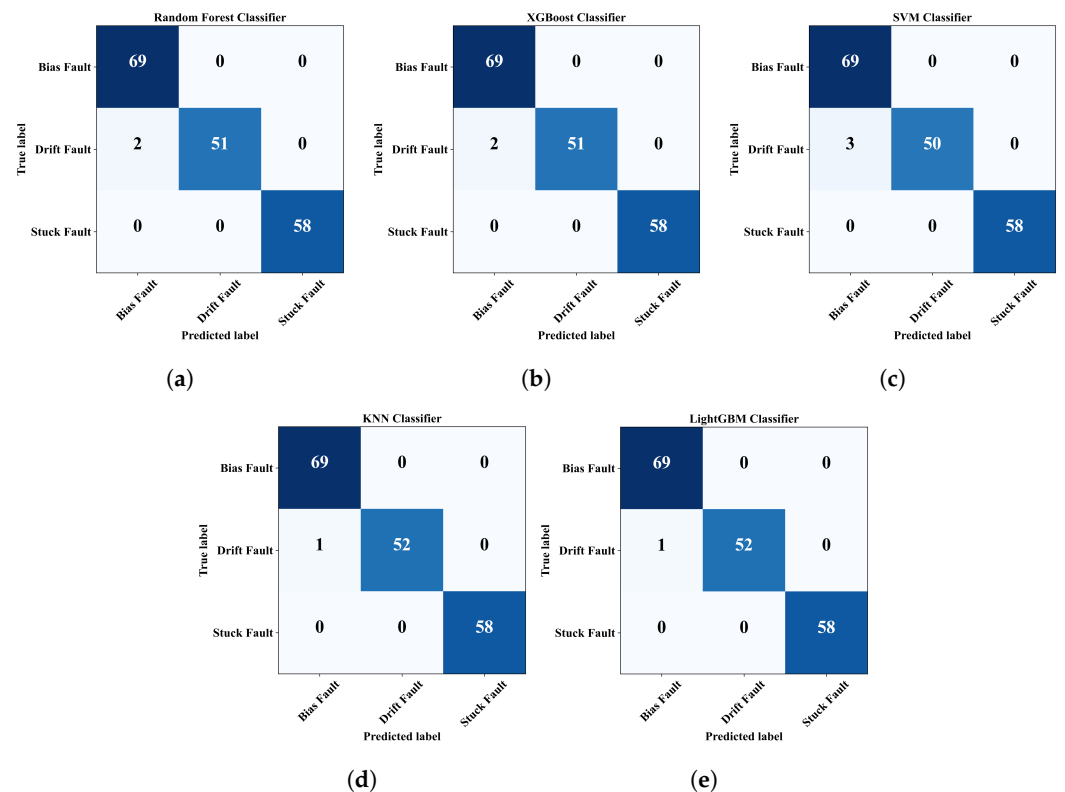 Random Forest Classifier
XGBoost Classifier
SVM Classifier
True label
Bias Fault 69 0 0
Drift Fault 2 51 0
Stuck Fault 0 0 58
Bias Fault Drift Fault Stuck Fault
Predicted label
(a)
True label
Bias Fault 69 0 0
Drift Fault 2 51 0
Stuck Fault 0 0 58
Bias Fault Drift Fault Stuck Fault
Predicted label
(b)
True label
Bias Fault 69 0 0
Drift Fault 3 50 0
Stuck Fault 0 0 58
Bias Fault Drift Fault Stuck Fault
Predicted label
(c)
KNN Classifier
True label
Bias Fault 69 0 0
Drift Fault 1 52 0
Stuck Fault 0 0 58
Bias Fault Drift Fault Stuck Fault
Predicted label
(d)
LightGBM Classifier
True label
Bias Fault 69 0 0
Drift Fault 1 52 0
Stuck Fault 0 0 58
Bias Fault Drift Fault Stuck Fault
Predicted label
(e)